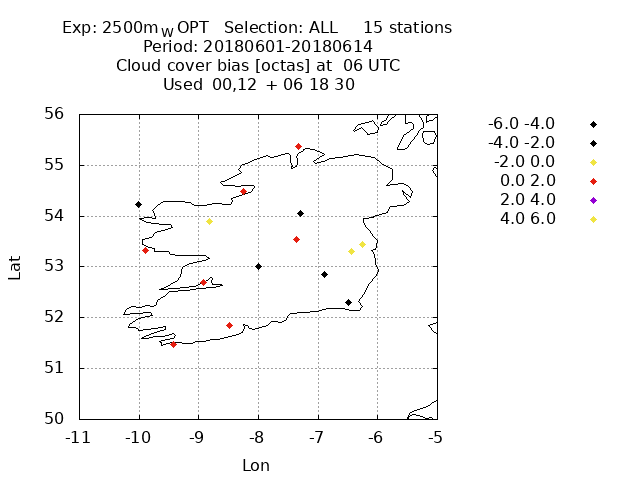 Exp: 2500m W OPT   Selection: ALL     15 stations
Period: 20180601-20180614
Cloud cover bias [octas] at  06 UTC
Used  00,12  + 06 18 30
-6.0 -4.0
-4.0 -2.0
-2.0 0.0
0.0 2.0
2.0 4.0
4.0 6.0
56
55
54
53
52
51
50
Lat
-11 -10 -9 -8 -7 -6 -5
Lon